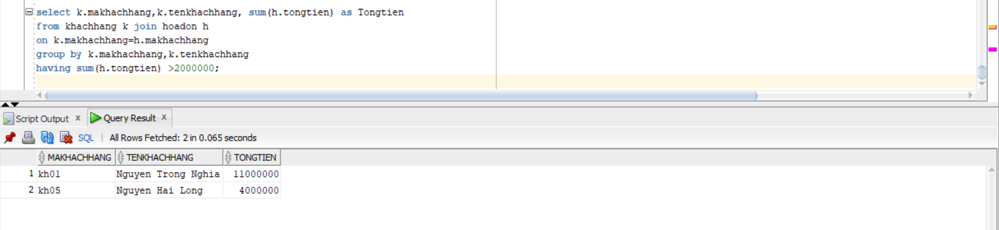 select k.makhachhang,k.tenkhachhang, sum(h.tongtien) as Tongtien
from khachhang k join hoadon h
on k.makhachhang=h.makhachhang
group by k.makhachhang,k.tenkhachhang
having sum(h.tongtien) >2000000;
Script Output x Query Result x
SQL | All Rows Fetched: 2 in 0.065 seconds
MAKHACHHANG TENKHACHHANG TONGTIEN
1 kh01 Nguyen Trong Nghia 11000000
2 kh05 Nguyen Hai Long 4000000